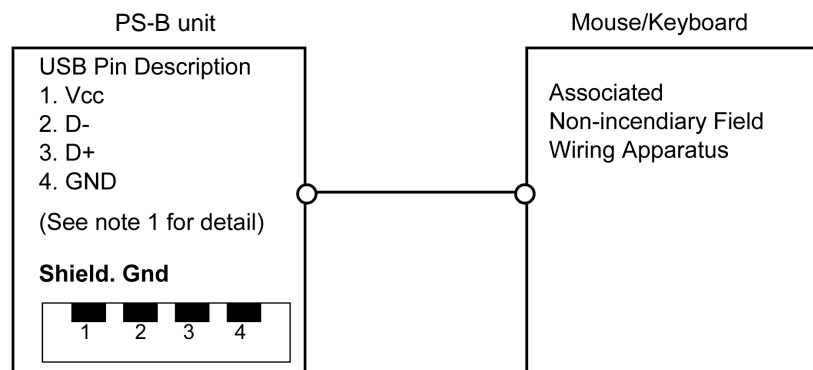 PS-B unit
Mouse/Keyboard
USB Pin Description
1. Vcc
2. D-
3. D+
4. GND
(See note 1 for detail)
Shield. Gnd
1 2 3 4
Associated
Non-incendiary Field
Wiring Apparatus